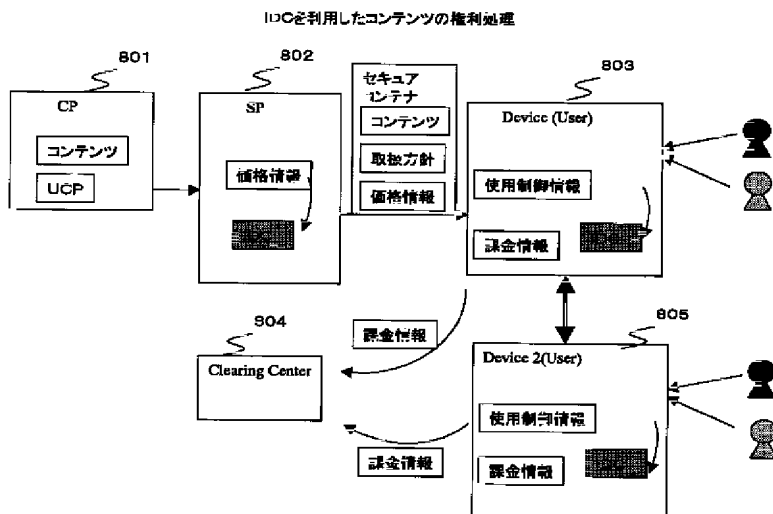 IDCを利用したコンテンツの権利処理
801
802
803
CP
コンテンツ
UCP
SP
価格情報
セキュア
コンテナ
コンテンツ
取扱方針
価格情報
Device (User)
使用制御情報
課金情報
804
課金情報
Clearing Center
課金情報
805
Device 2(User)
使用制御情報
課金情報